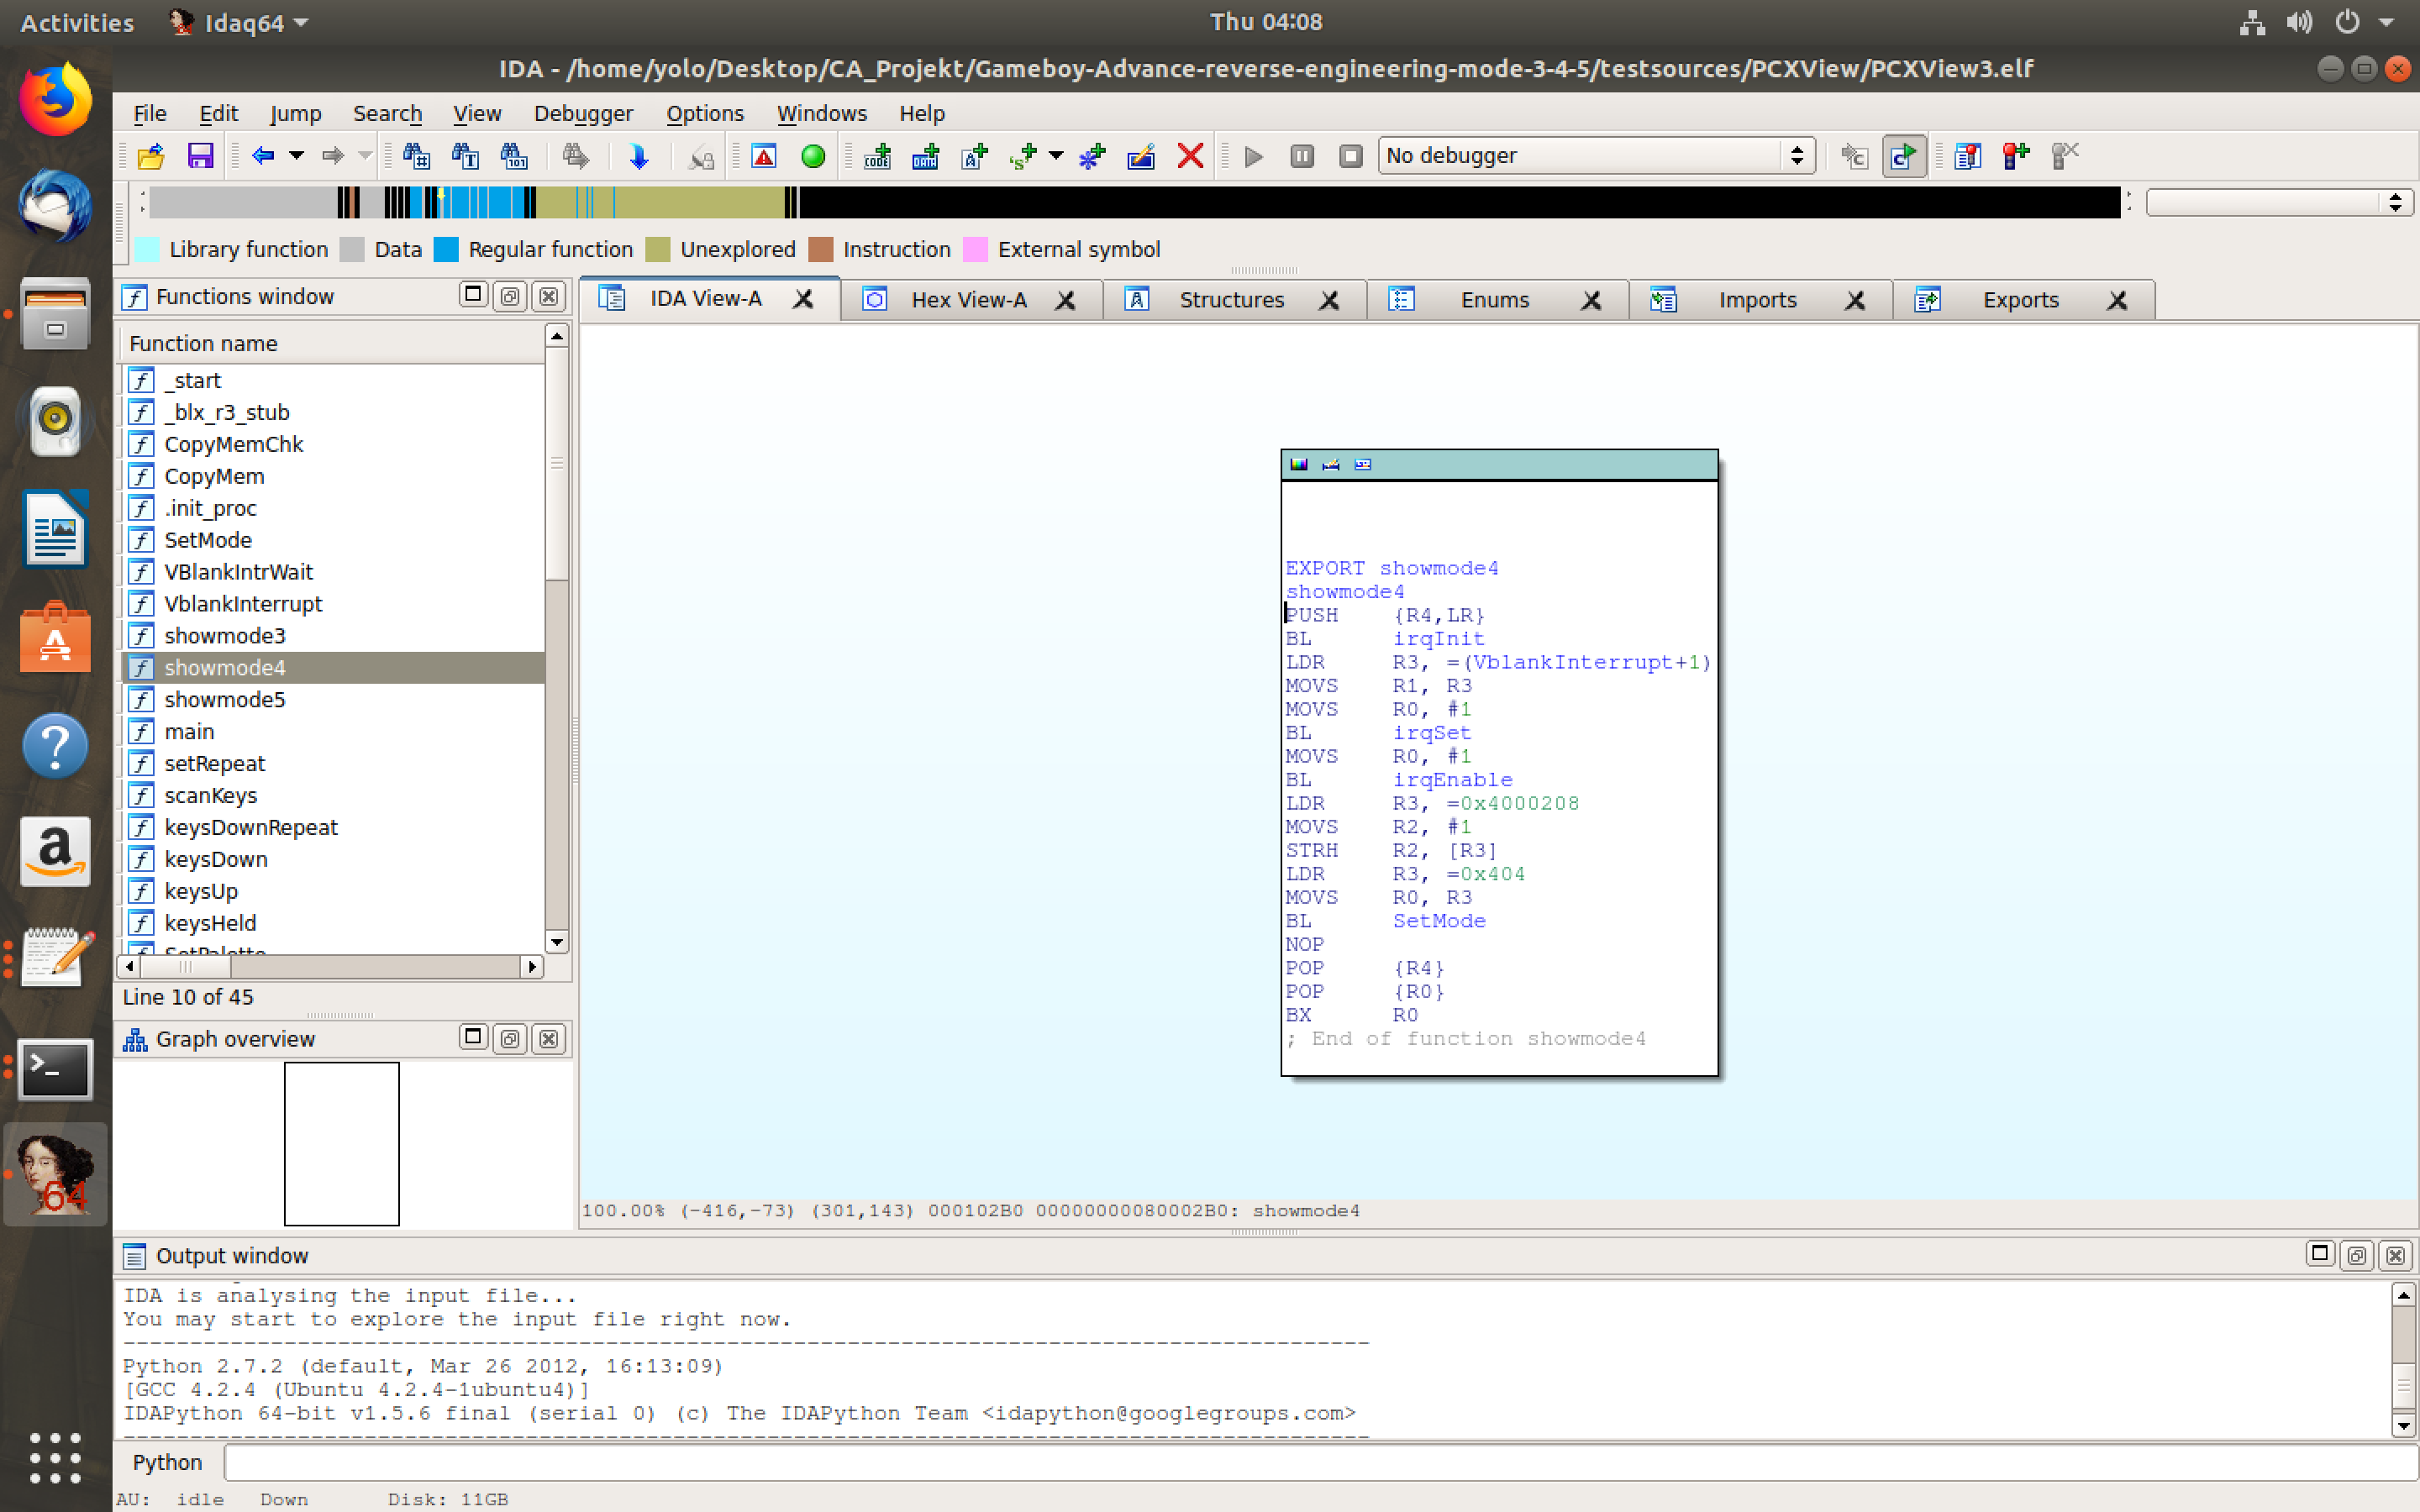 Activities Idaq64 Thu 04:08
IDA - /home/yolo/Desktop/CA_Projekt/Gameboy-Advance-reverse-engineering-mode-3-4-5/testsources/PCXView/PCXView3.elf
File Edit Jump Search View Debugger Options Windows Help
No debugger
Library function Data Regular function Unexplored Instruction External symbol
Functions window
Function name
_start
_blx_r3_stub
CopyMemChk
CopyMem
.init_proc
SetMode
VBlankIntrWait
VblankInterrupt
showmode3
showmode4
showmode5
main
setRepeat
scanKeys
keysDownRepeat
keysDown
keysUp
keysHeld
SetPalette
Line 10 of 45
Graph overview
IDA View-A Hex View-A Structures Enums Imports Exports
EXPORT showmode4
showmode4
PUSH {R4,LR}
BL irqInit
LDR R3, =(VblankInterrupt+1)
MOVS R1, R3
MOVS R0, #1
BL irqSet
MOVS R0, #1
BL irqEnable
LDR R3, =0x4000208
MOVS R2, #1
STRH R2, [R3]
LDR R3, =0x404
MOVS R0, R3
BL SetMode
NOP
POP {R4}
POP {R0}
BX R0
; End of function showmode4
100.00% (-416,-73) (301,143) 000102B0 00000000080002B0: showmode4
Output window
IDA is analysing the input file...
You may start to explore the input file right now.
Python 2.7.2 (default, Mar 26 2012, 16:13:09)
[GCC 4.2.4 (Ubuntu 4.2.4-1ubuntu4)]
IDAPython 64-bit v1.5.6 final (serial 0) (c) The IDAPython Team <idapython@googlegroups.com>
Python
AU: idle Down Disk: 11GB
64